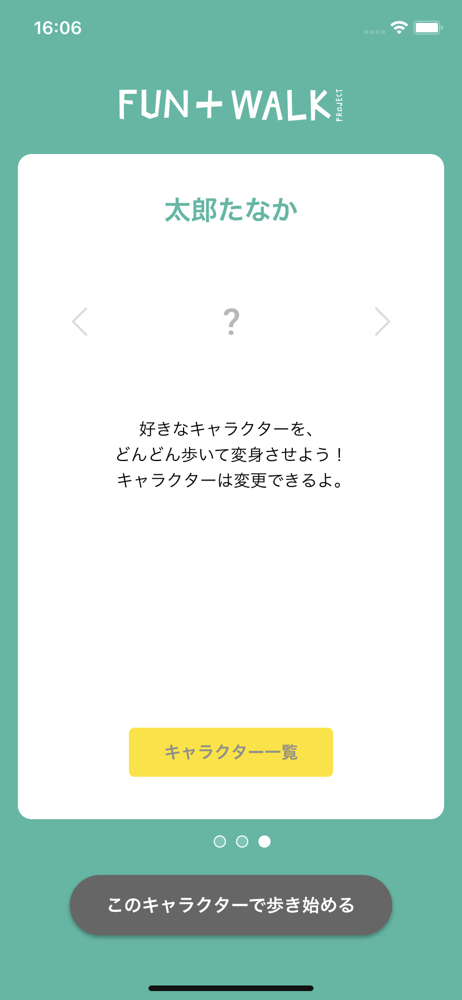 16:06
FUN+WALK PROJECT
太郎たなか
?
好きなキャラクターを、
どんどん歩いて変身させよう！
キャラクターは変更できるよ。
キャラクター一覧
このキャラクターで歩き始める